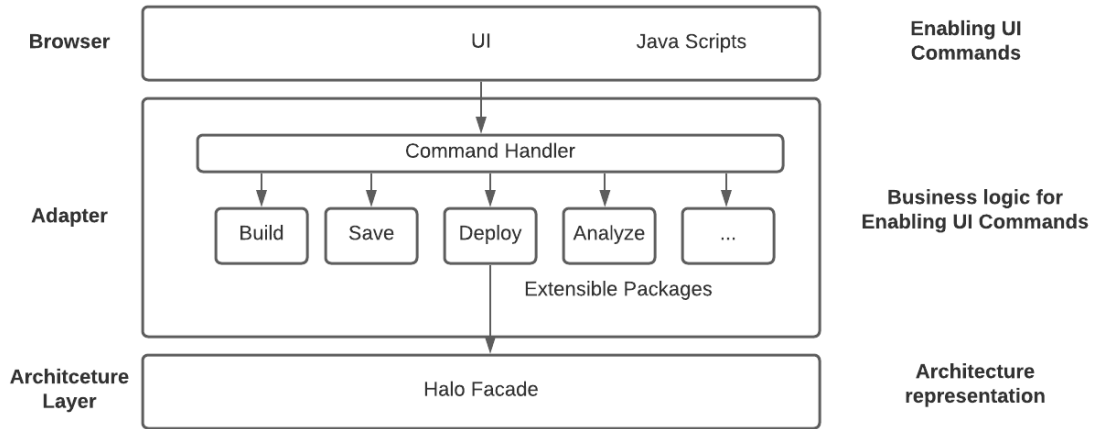 Browser
UI
Java Scripts
Enabling UI
Commands
Command Handler
Adapter
Build
Save
Deploy
Analyze
...
Business logic for
Enabling UI Commands
Extensible Packages
Architceture
Layer
Halo Facade
Architecture
representation